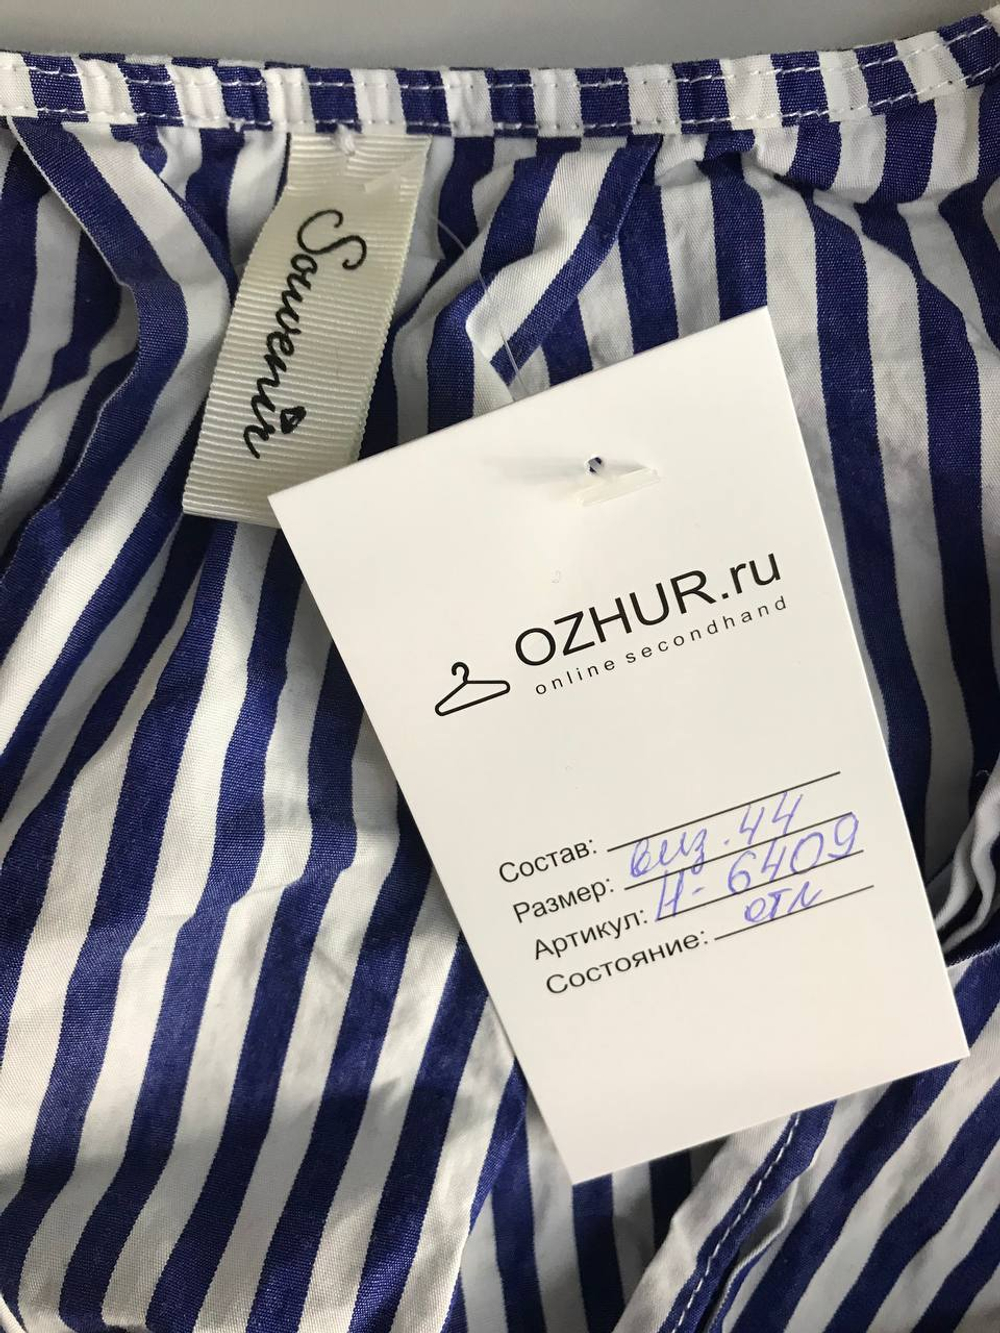 Souvenir
OZHUR.ru
online secondhand
Состав:
Размер: виз. 44
Артикул: Н-6409
Состояние: отл